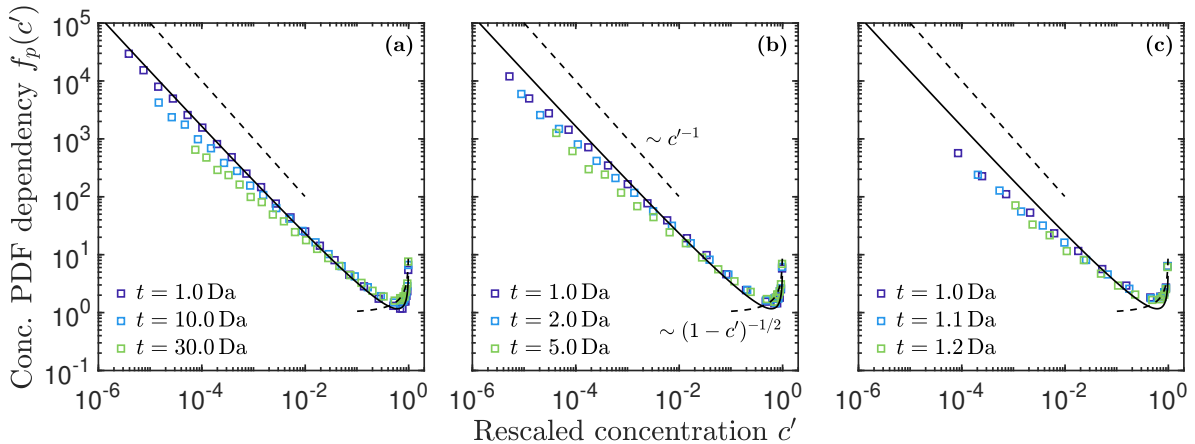 Conc. PDF dependency f_p(c′)
10^5
10^4
10^3
10^2
10^1
10^0
10^-1
(a)
t = 1.0 Da
t = 10.0 Da
t = 30.0 Da
10^-6 10^-4 10^-2 10^0
(b)
∼ c′^-1
∼ (1 − c′)^-1/2
t = 1.0 Da
t = 2.0 Da
t = 5.0 Da
10^-6 10^-4 10^-2 10^0
(c)
t = 1.0 Da
t = 1.1 Da
t = 1.2 Da
10^-6 10^-4 10^-2 10^0
Rescaled concentration c′